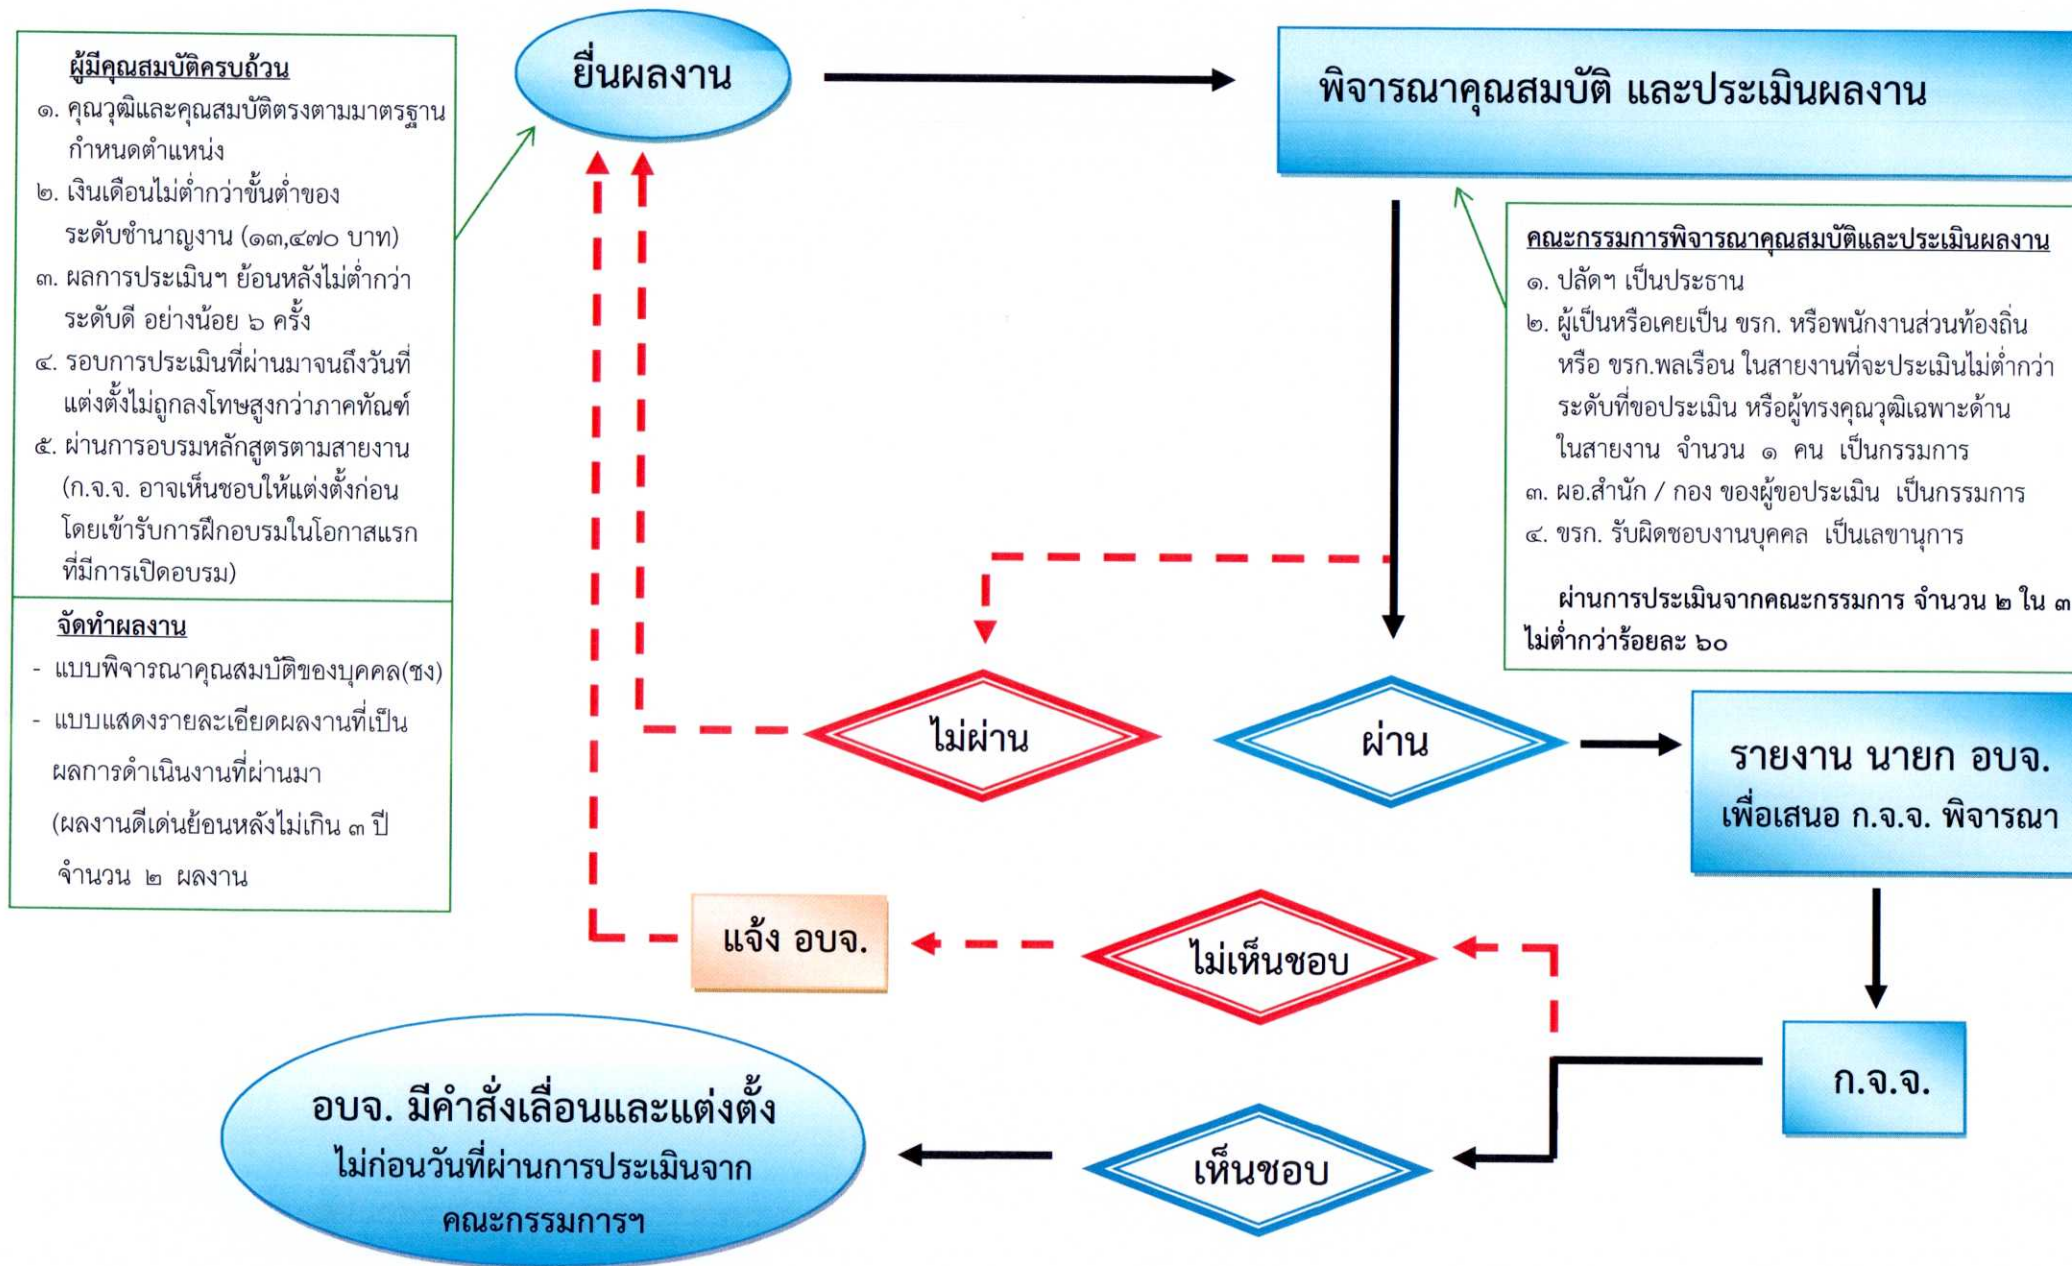 ผู้มีคุณสมบัติครบถ้วน
๑. คุณวุฒิและคุณสมบัติตรงตามมาตรฐาน
กำหนดตำแหน่ง
๒. เงินเดือนไม่ต่ำกว่าขั้นต่ำของ
ระดับชำนาญงาน (๑๓,๔๗๐ บาท)
๓. ผลการประเมินฯ ย้อนหลังไม่ต่ำกว่า
ระดับดี อย่างน้อย ๖ ครั้ง
๔. รอบการประเมินที่ผ่านมาจนถึงวันที่
แต่งตั้งไม่ถูกลงโทษสูงกว่าภาคทัณฑ์
๕. ผ่านการอบรมหลักสูตรตามสายงาน
(ก.จ.จ. อาจเห็นชอบให้แต่งตั้งก่อน
โดยเข้ารับการฝึกอบรมในโอกาสแรก
ที่มีการเปิดอบรม)
จัดทำผลงาน
- แบบพิจารณาคุณสมบัติของบุคคล(ชง)
- แบบแสดงรายละเอียดผลงานที่เป็น
ผลการดำเนินงานที่ผ่านมา
(ผลงานดีเด่นย้อนหลังไม่เกิน ๓ ปี
จำนวน ๒ ผลงาน
ยื่นผลงาน
พิจารณาคุณสมบัติ และประเมินผลงาน
คณะกรรมการพิจารณาคุณสมบัติและประเมินผลงาน
๑. ปลัดฯ เป็นประธาน
๒. ผู้เป็นหรือเคยเป็น ขรก. หรือพนักงานส่วนท้องถิ่น
หรือ ขรก.พลเรือน ในสายงานที่จะประเมินไม่ต่ำกว่า
ระดับที่ขอประเมิน หรือผู้ทรงคุณวุฒิเฉพาะด้าน
ในสายงาน จำนวน ๑ คน เป็นกรรมการ
๓. ผอ.สำนัก / กอง ของผู้ขอประเมิน เป็นกรรมการ
๔. ขรก. รับผิดชอบงานบุคคล เป็นเลขานุการ
ผ่านการประเมินจากคณะกรรมการ จำนวน ๒ ใน ๓
ไม่ต่ำกว่าร้อยละ ๖๐
ไม่ผ่าน
ผ่าน
รายงาน นายก อบจ.
เพื่อเสนอ ก.จ.จ. พิจารณา
แจ้ง อบจ.
ไม่เห็นชอบ
ก.จ.จ.
เห็นชอบ
อบจ. มีคำสั่งเลื่อนและแต่งตั้ง
ไม่ก่อนวันที่ผ่านการประเมินจาก
คณะกรรมการฯ